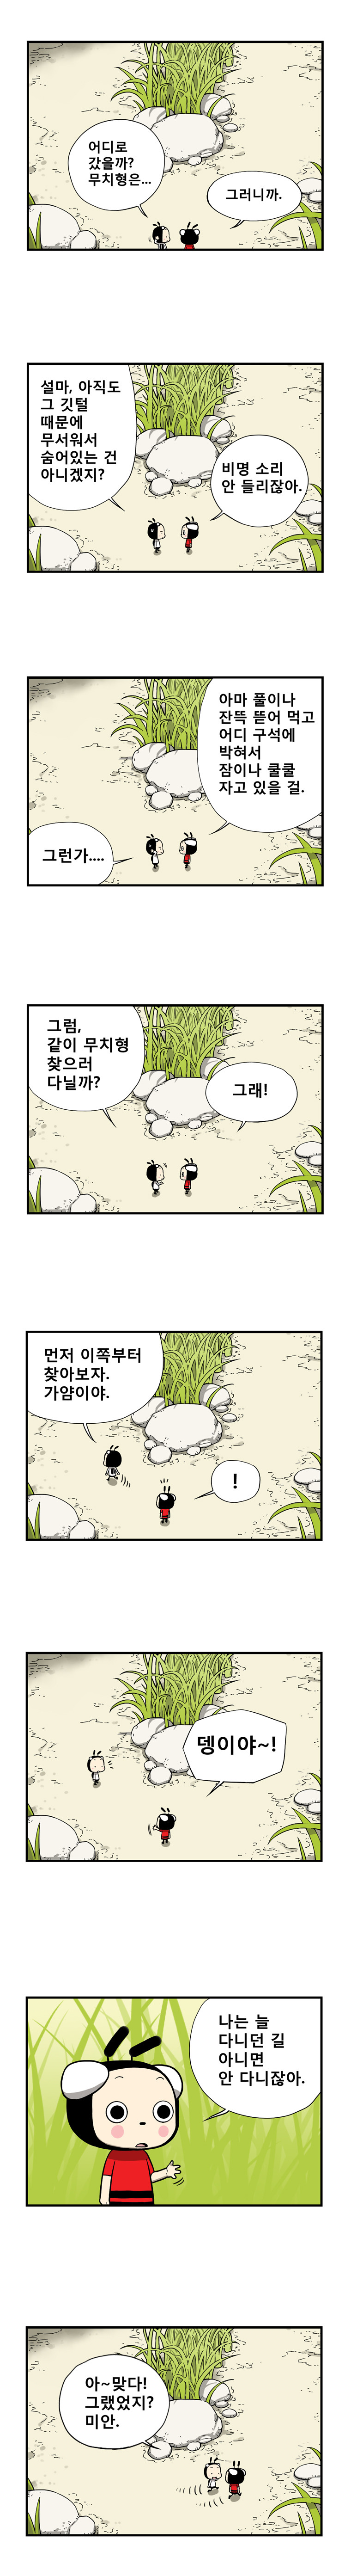 어디로
갔을까?
무치형은...
그러니까.
설마, 아직도
그 깃털
때문에
무서워서
숨어있는 건
아니겠지?
비명 소리
안 들리잖아.
아마 풀이나
잔뜩 뜯어 먹고
어디 구석에
박혀서
잠이나 쿨쿨
자고 있을 걸.
그런가....
그럼,
같이 무치형
찾으러
다닐까?
그래!
먼저 이쪽부터
찾아보자.
가얌이야.
!
뎅이야~!
나는 늘
다니던 길
아니면
안 다니잖아.
아~맞다!
그랬었지?
미안.